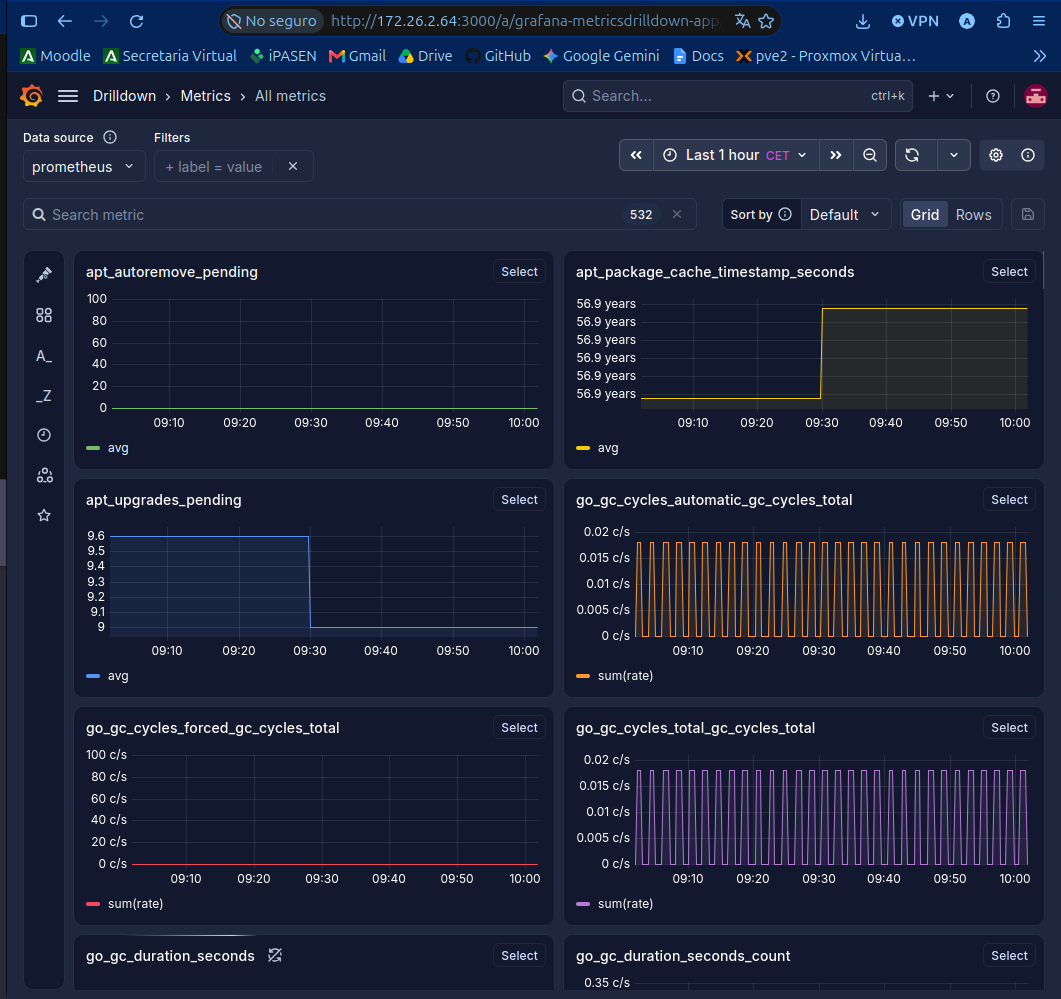 No seguro http://172.26.2.64:3000/a/grafana-metricsdrilldown-app
VPN A
Moodle Secretaria Virtual iPASEN Gmail Drive GitHub Google Gemini Docs pve2 - Proxmox Virtua…
Drilldown Metrics All metrics Search... ctrl+k
Data source Filters
prometheus + label = value Last 1 hour CET
Search metric 532 Sort by Default Grid Rows
apt_autoremove_pending Select
100
80
60
40
20
0
09:10 09:20 09:30 09:40 09:50 10:00
avg
apt_package_cache_timestamp_seconds Select
56.9 years
56.9 years
56.9 years
56.9 years
56.9 years
56.9 years
09:10 09:20 09:30 09:40 09:50 10:00
avg
A_
_Z
apt_upgrades_pending Select
9.6
9.5
9.4
9.3
9.2
9.1
9
09:10 09:20 09:30 09:40 09:50 10:00
avg
go_gc_cycles_automatic_gc_cycles_total Select
0.02 c/s
0.015 c/s
0.01 c/s
0.005 c/s
0 c/s
09:10 09:20 09:30 09:40 09:50 10:00
sum(rate)
go_gc_cycles_forced_gc_cycles_total Select
100 c/s
80 c/s
60 c/s
40 c/s
20 c/s
0 c/s
09:10 09:20 09:30 09:40 09:50 10:00
sum(rate)
go_gc_cycles_total_gc_cycles_total Select
0.02 c/s
0.015 c/s
0.01 c/s
0.005 c/s
0 c/s
09:10 09:20 09:30 09:40 09:50 10:00
sum(rate)
go_gc_duration_seconds Select
go_gc_duration_seconds_count Select
0.35 c/s